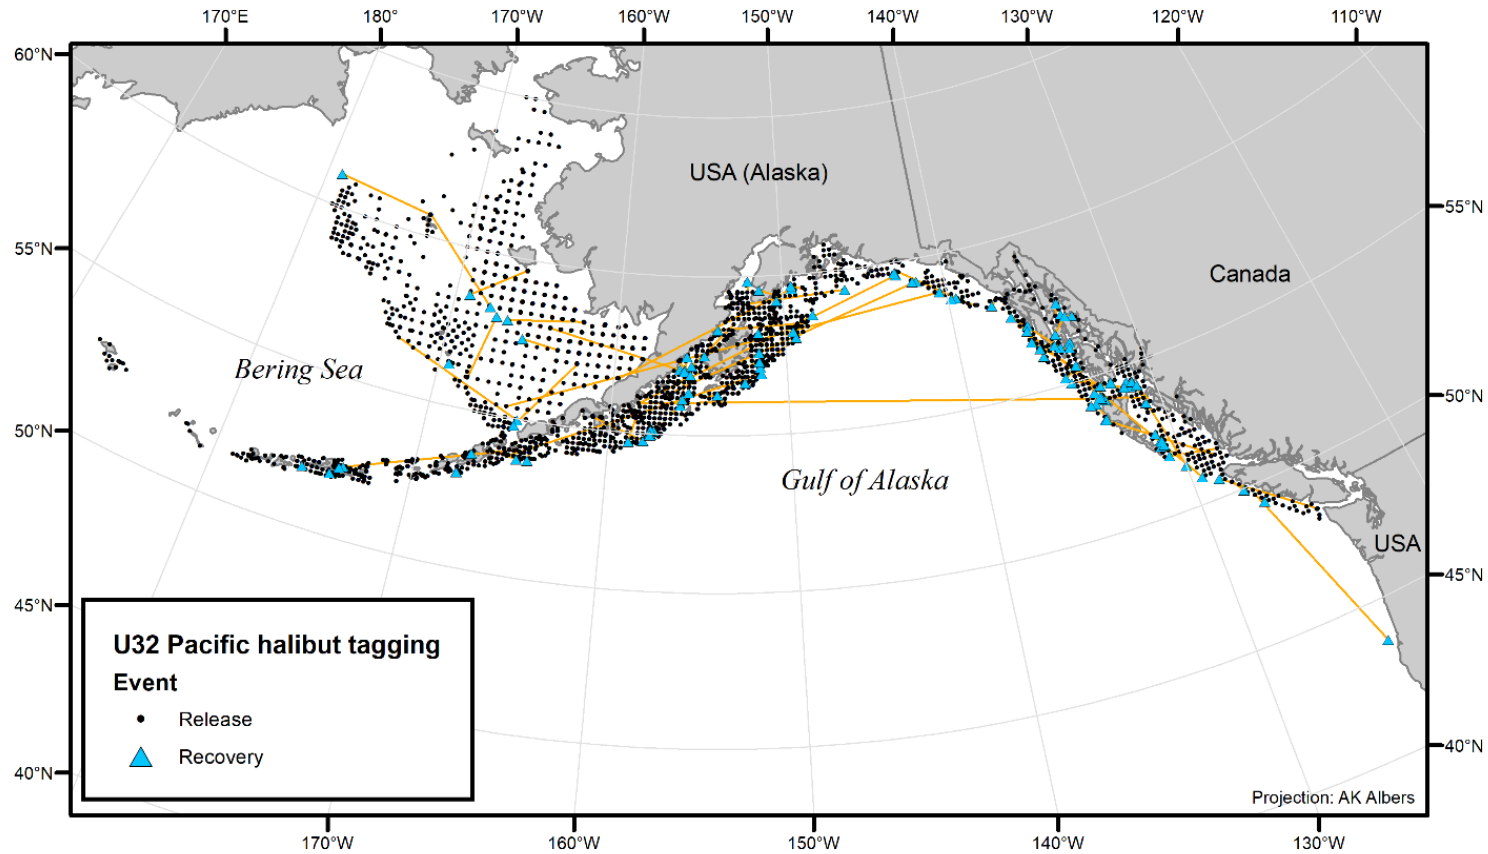 170°E 180° 170°W 160°W 150°W 140°W 130°W 120°W 110°W
60°N
USA (Alaska)
55°N
Canada
55°N
Bering Sea
50°N
50°N
Gulf of Alaska
USA
45°N
45°N
U32 Pacific halibut tagging
Event
Release
Recovery
40°N
40°N
Projection: AK Albers
170°W 160°W 150°W 140°W 130°W